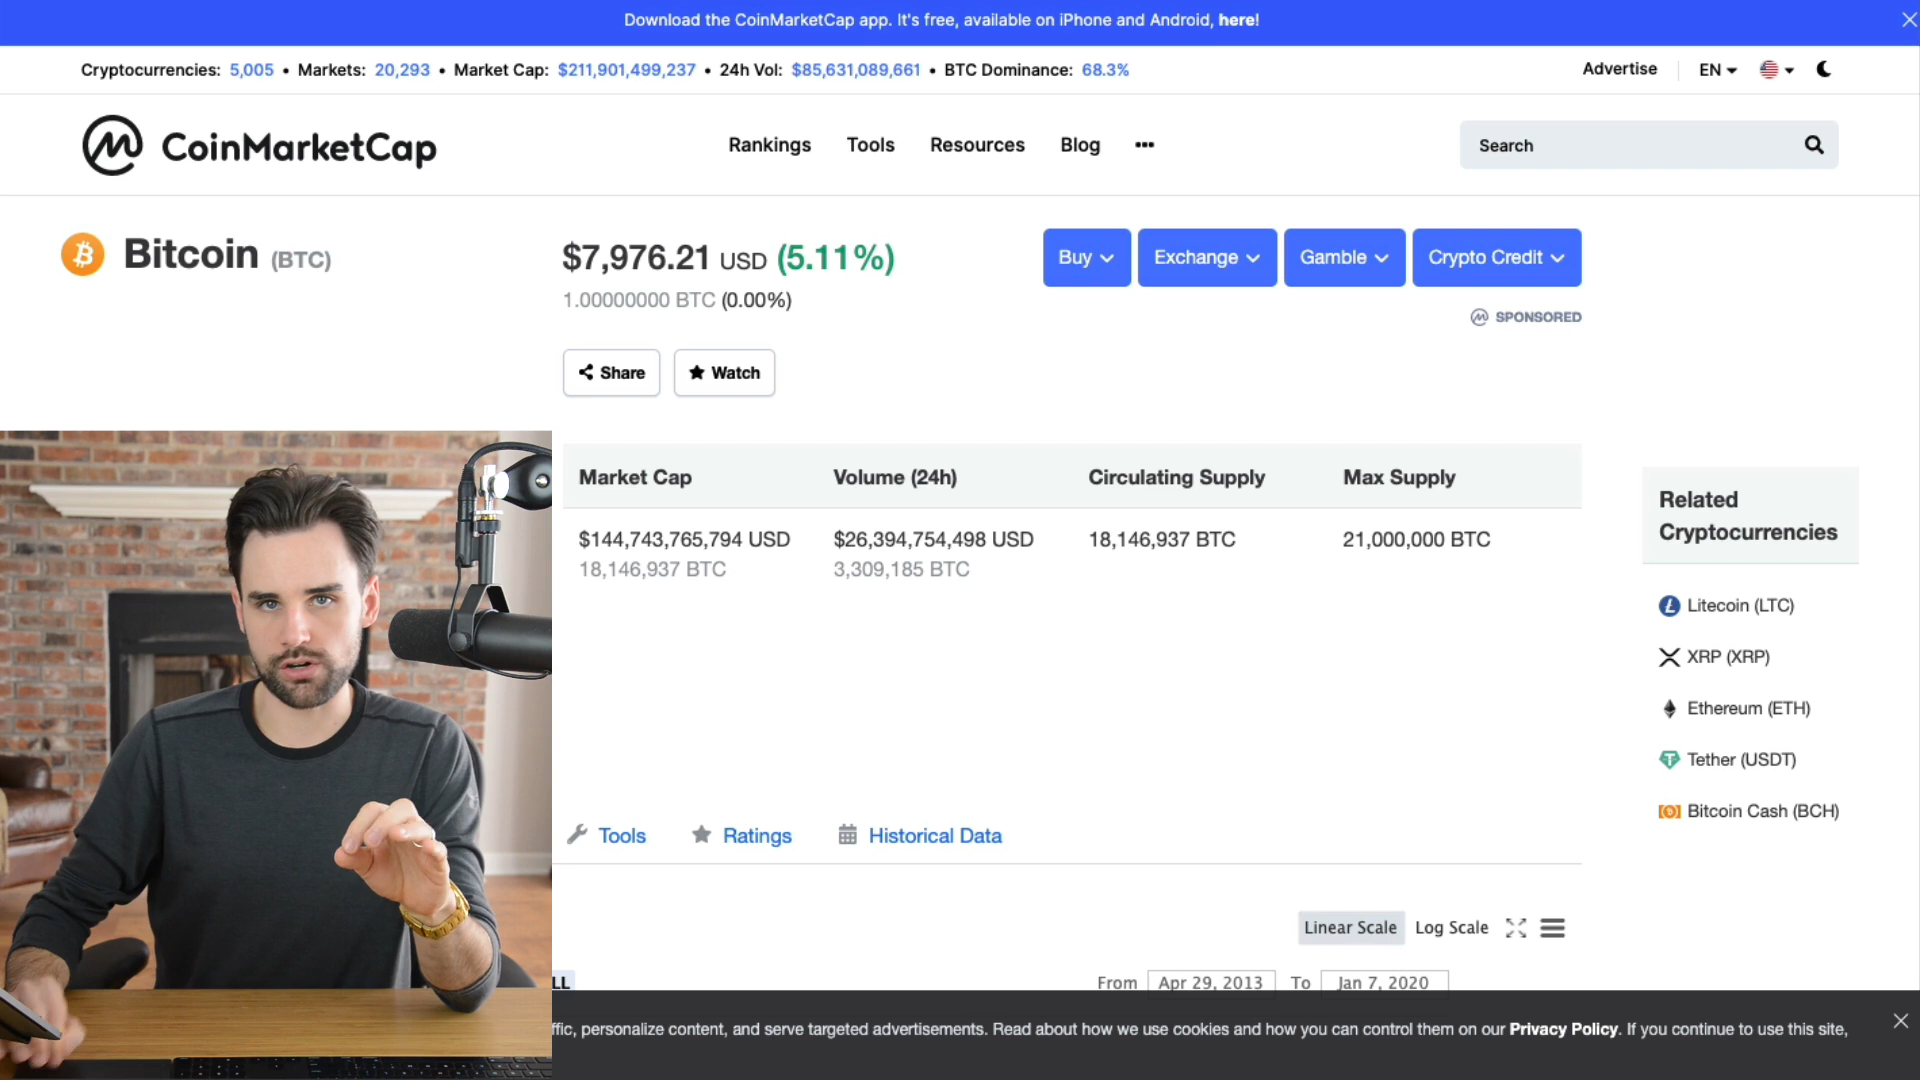 Download the CoinMarketCap app. It's free, available on iPhone and Android, here!
Cryptocurrencies: 5,005 • Markets: 20,293 • Market Cap: $211,901,499,237 • 24h Vol: $85,631,089,661 • BTC Dominance: 68.3%
Advertise EN
CoinMarketCap
Rankings Tools Resources Blog •••
Search
Bitcoin (BTC)
$7,976.21 USD (5.11%)
1.00000000 BTC (0.00%)
Buy Exchange Gamble Crypto Credit
SPONSORED
Share Watch
Market Cap Volume (24h) Circulating Supply Max Supply
$144,743,765,794 USD $26,394,754,498 USD 18,146,937 BTC 21,000,000 BTC
18,146,937 BTC 3,309,185 BTC
Related
Cryptocurrencies
Litecoin (LTC)
XRP (XRP)
Ethereum (ETH)
Tether (USDT)
Bitcoin Cash (BCH)
Tools Ratings Historical Data
Linear Scale Log Scale
LL From Apr 29, 2013 To Jan 7, 2020
ffic, personalize content, and serve targeted advertisements. Read about how we use cookies and how you can control them on our Privacy Policy. If you continue to use this site,